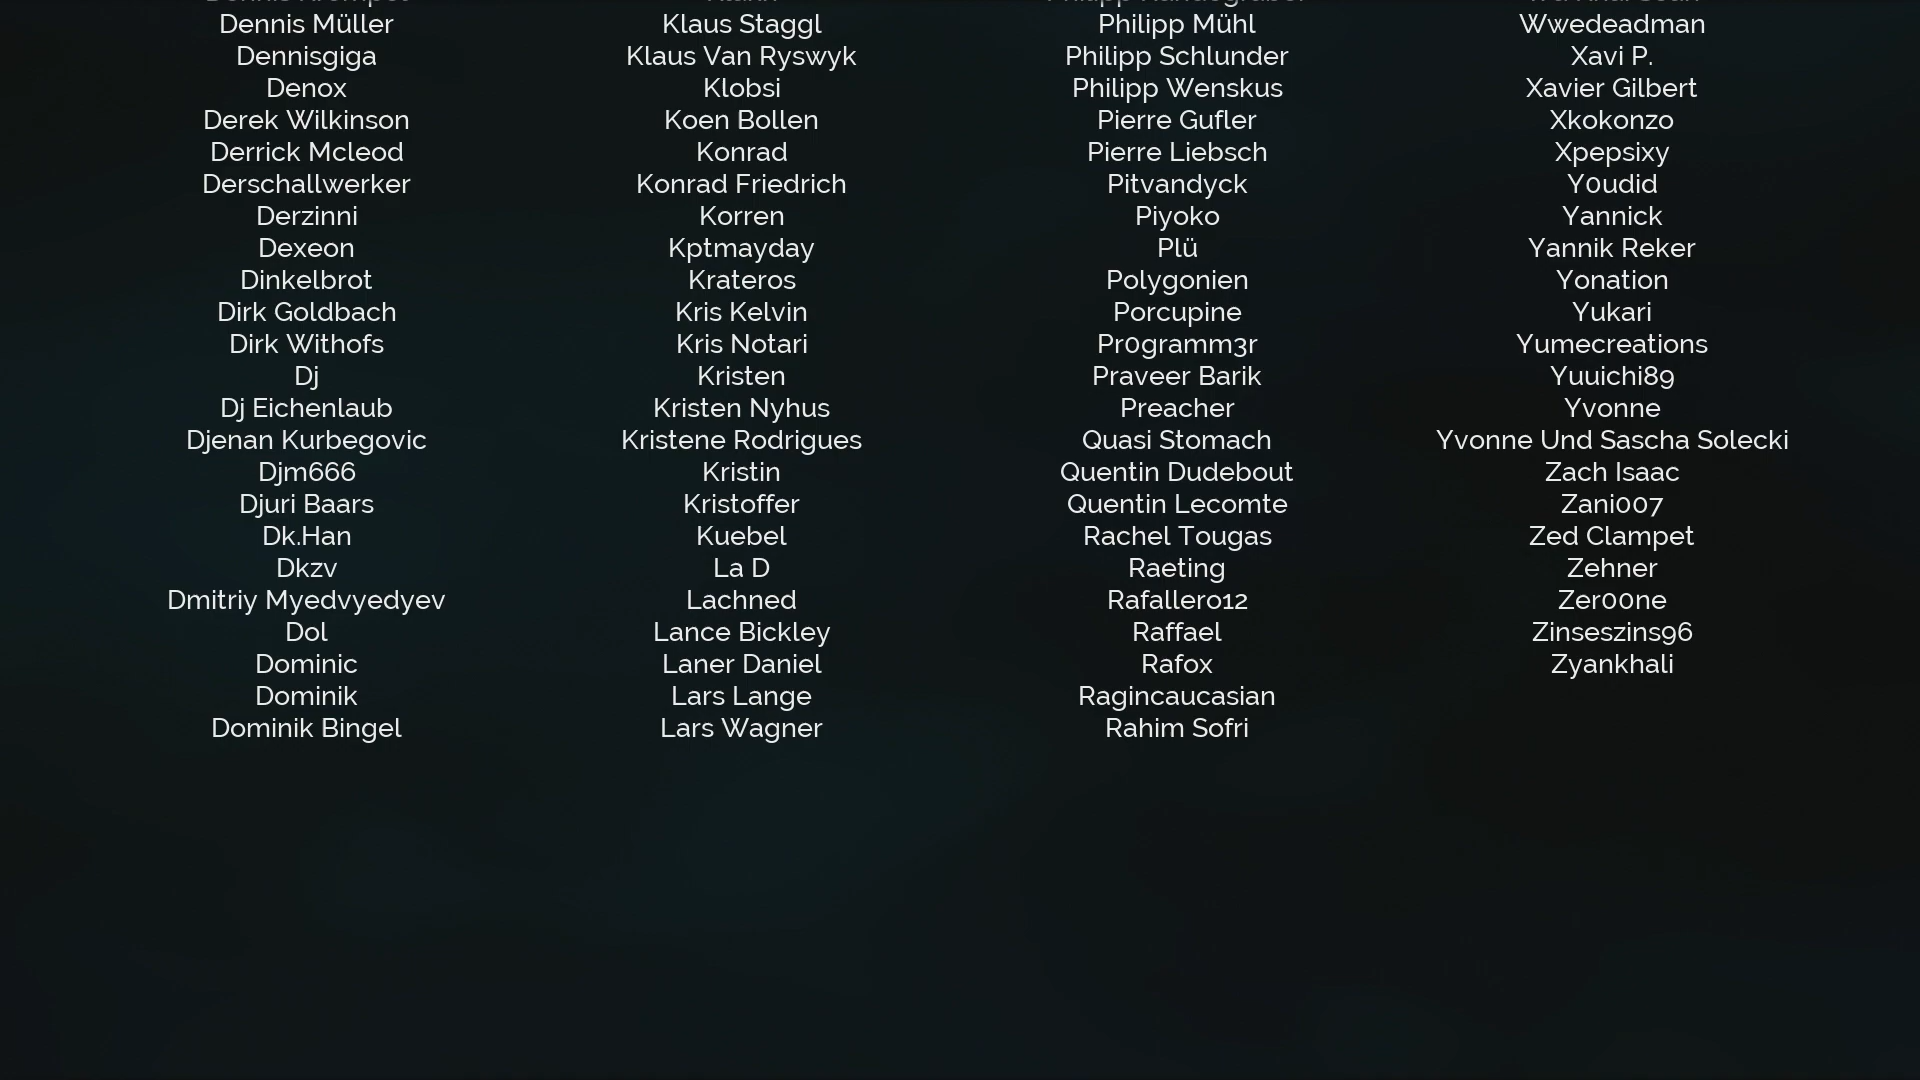 Dennis Müller
Dennisgiga
Denox
Derek Wilkinson
Derrick Mcleod
Derschallwerker
Derzinni
Dexeon
Dinkelbrot
Dirk Goldbach
Dirk Withofs
Dj
Dj Eichenlaub
Djenan Kurbegovic
Djm666
Djuri Baars
Dk.Han
Dkzv
Dmitriy Myedvyedyev
Dol
Dominic
Dominik
Dominik Bingel
Klaus Staggl
Klaus Van Ryswyk
Klobsi
Koen Bollen
Konrad
Konrad Friedrich
Korren
Kptmayday
Krateros
Kris Kelvin
Kris Notari
Kristen
Kristen Nyhus
Kristene Rodrigues
Kristin
Kristoffer
Kuebel
La D
Lachned
Lance Bickley
Laner Daniel
Lars Lange
Lars Wagner
Philipp Mühl
Philipp Schlunder
Philipp Wenskus
Pierre Gufler
Pierre Liebsch
Pitvandyck
Piyoko
Plü
Polygonien
Porcupine
Pr0gramm3r
Praveer Barik
Preacher
Quasi Stomach
Quentin Dudebout
Quentin Lecomte
Rachel Tougas
Raeting
Rafallero12
Raffael
Rafox
Ragincaucasian
Rahim Sofri
Wwedeadman
Xavi P.
Xavier Gilbert
Xkokonzo
Xpepsixy
Y0udid
Yannick
Yannik Reker
Yonation
Yukari
Yumecreations
Yuuichi89
Yvonne
Yvonne Und Sascha Solecki
Zach Isaac
Zani007
Zed Clampet
Zehner
Zer00ne
Zinseszins96
Zyankhali